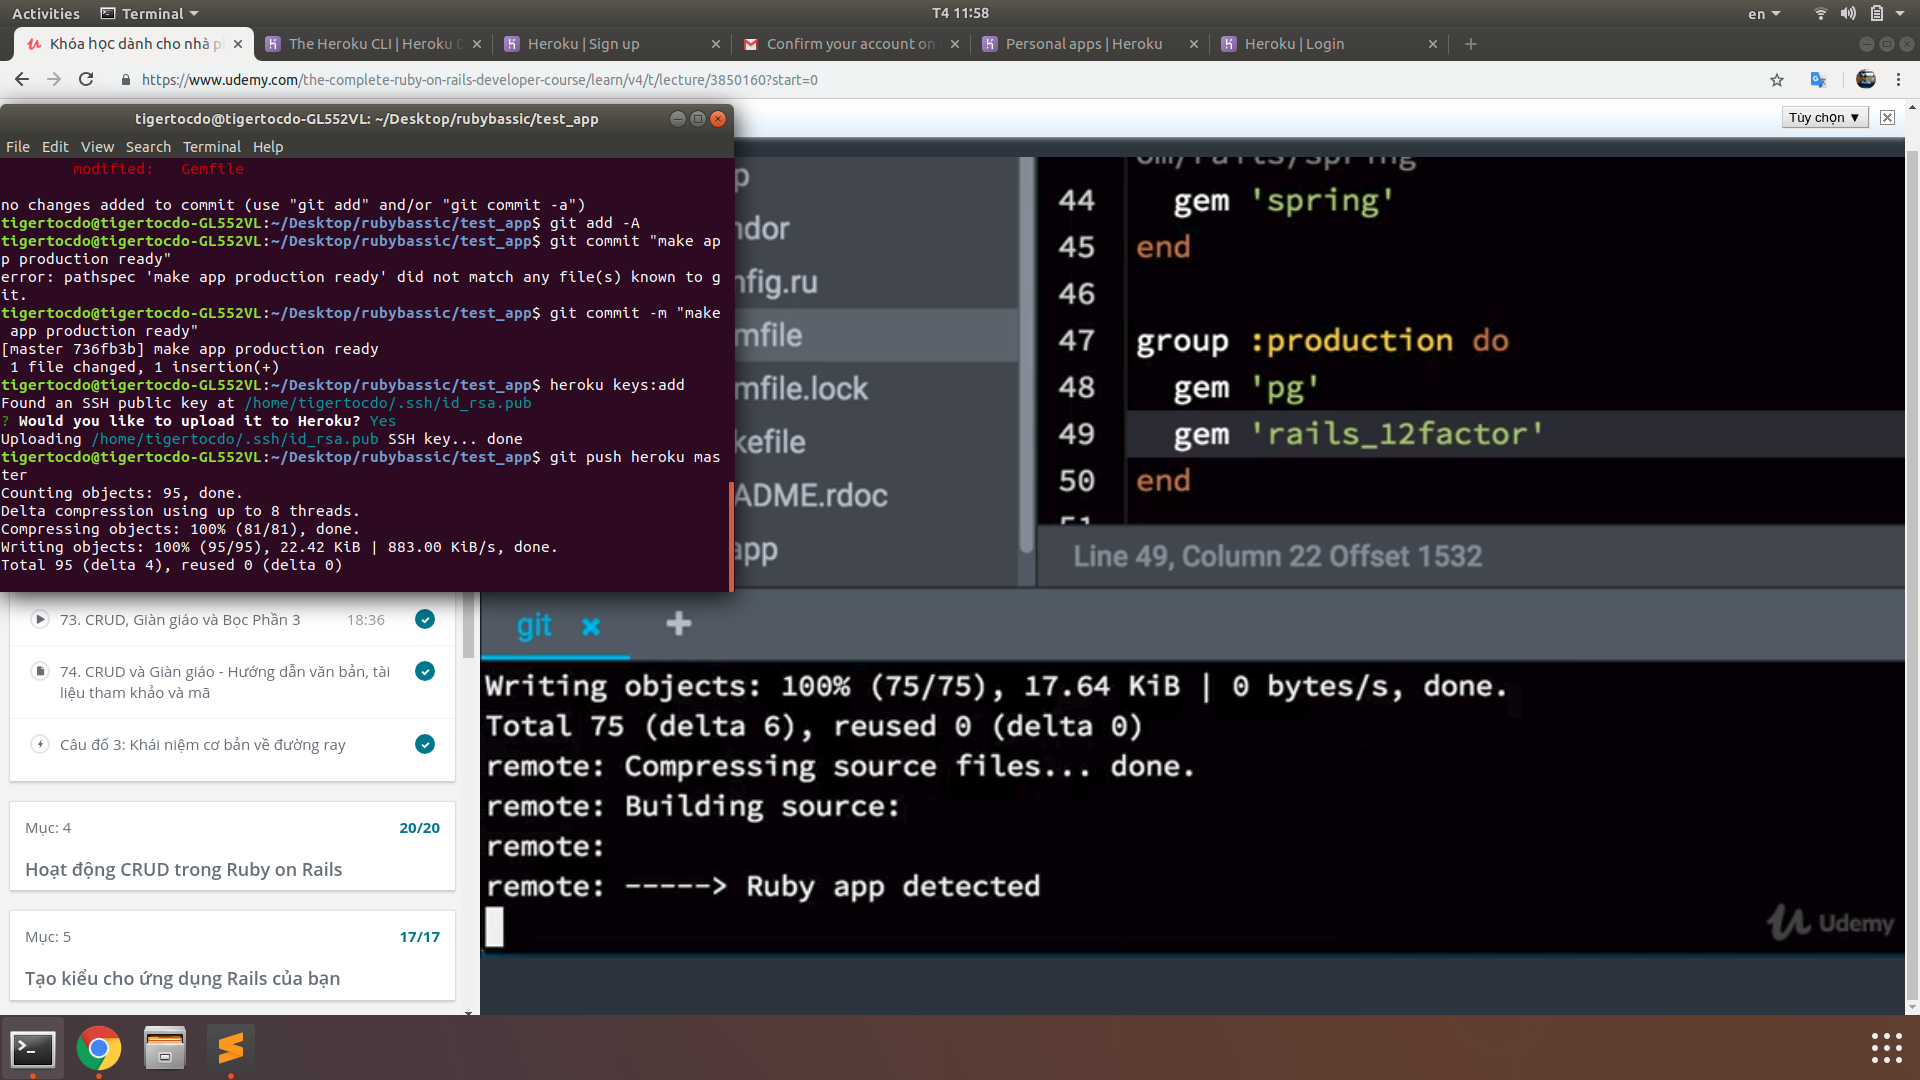 Activities
Terminal
T4 11:58
en
Khóa học dành cho nhà p
The Heroku CLI | Heroku D
Heroku | Sign up
Confirm your account on
Personal apps | Heroku
Heroku | Login
https://www.udemy.com/the-complete-ruby-on-rails-developer-course/learn/v4/t/lecture/3850160?start=0
Tùy chọn ▼
tigertocdo@tigertocdo-GL552VL: ~/Desktop/rubybassic/test_app
File Edit View Search Terminal Help
modified: Gemfile
no changes added to commit (use "git add" and/or "git commit -a")
tigertocdo@tigertocdo-GL552VL:~/Desktop/rubybassic/test_app$ git add -A
tigertocdo@tigertocdo-GL552VL:~/Desktop/rubybassic/test_app$ git commit "make ap
p production ready"
error: pathspec 'make app production ready' did not match any file(s) known to g
it.
tigertocdo@tigertocdo-GL552VL:~/Desktop/rubybassic/test_app$ git commit -m "make
 app production ready"
[master 736fb3b] make app production ready
 1 file changed, 1 insertion(+)
tigertocdo@tigertocdo-GL552VL:~/Desktop/rubybassic/test_app$ heroku keys:add
Found an SSH public key at /home/tigertocdo/.ssh/id_rsa.pub
? Would you like to upload it to Heroku? Yes
Uploading /home/tigertocdo/.ssh/id_rsa.pub SSH key... done
tigertocdo@tigertocdo-GL552VL:~/Desktop/rubybassic/test_app$ git push heroku mas
ter
Counting objects: 95, done.
Delta compression using up to 8 threads.
Compressing objects: 100% (81/81), done.
Writing objects: 100% (95/95), 22.42 KiB | 883.00 KiB/s, done.
Total 95 (delta 4), reused 0 (delta 0)
p
ndor
nfig.ru
mfile
mfile.lock
kefile
ADME.rdoc
app
om/rails/spring
44 gem 'spring'
45 end
46
47 group :production do
48 gem 'pg'
49 gem 'rails_12factor'
50 end
51
Line 49, Column 22 Offset 1532
git
Writing objects: 100% (75/75), 17.64 KiB | 0 bytes/s, done.
Total 75 (delta 6), reused 0 (delta 0)
remote: Compressing source files... done.
remote: Building source:
remote:
remote: -----> Ruby app detected
Udemy
73. CRUD, Giàn giáo và Bọc Phần 3 18:36
74. CRUD và Giàn giáo - Hướng dẫn văn bản, tài
liệu tham khảo và mã
Câu đố 3: Khái niệm cơ bản về đường ray
Mục: 4 20/20
Hoạt động CRUD trong Ruby on Rails
Mục: 5 17/17
Tạo kiểu cho ứng dụng Rails của bạn